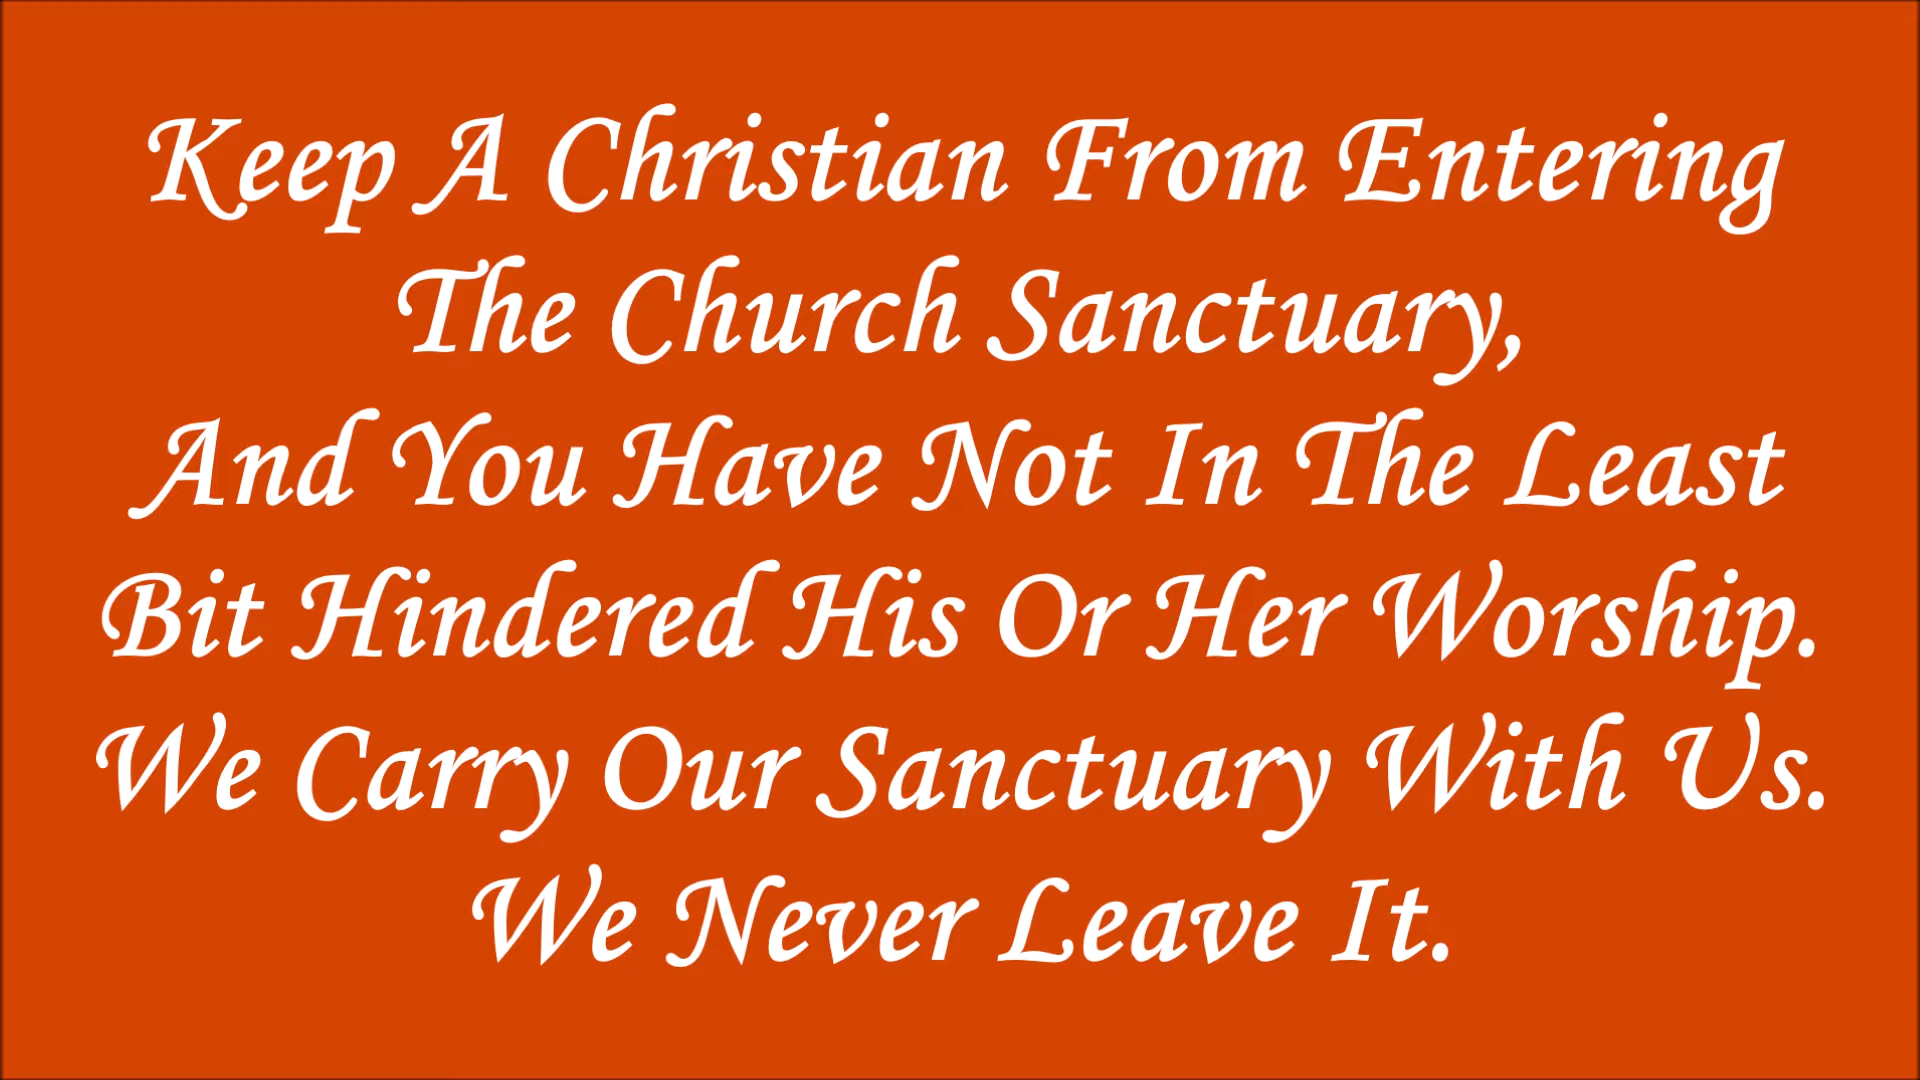 Keep A Christian From Entering
The Church Sanctuary,
And You Have Not In The Least
Bit Hindered His Or Her Worship.
We Carry Our Sanctuary With Us.
We Never Leave It.